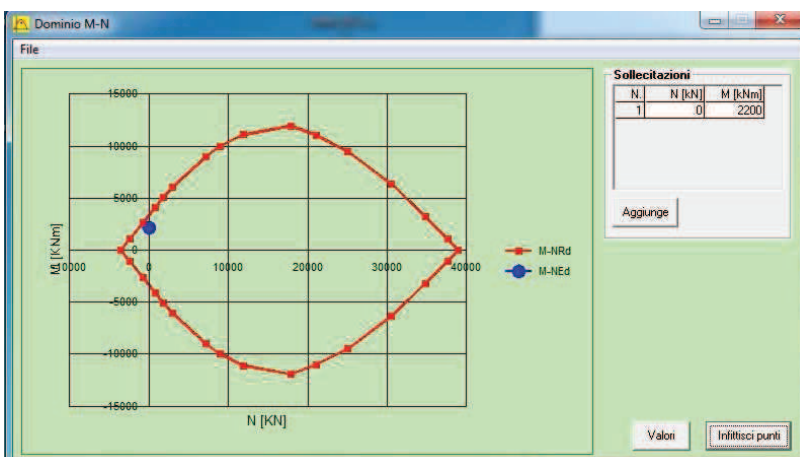 Dominio M-N
File
15000
10000
5000
0
-5000
-10000
-15000
M [KNm]
10000
0
10000
20000
30000
40000
N [KN]
M-NRd
M-NEd
Sollecitazioni
N. N [kN] M [kNm]
1 0 2200
Aggiunge
Valori
Infittisci punti